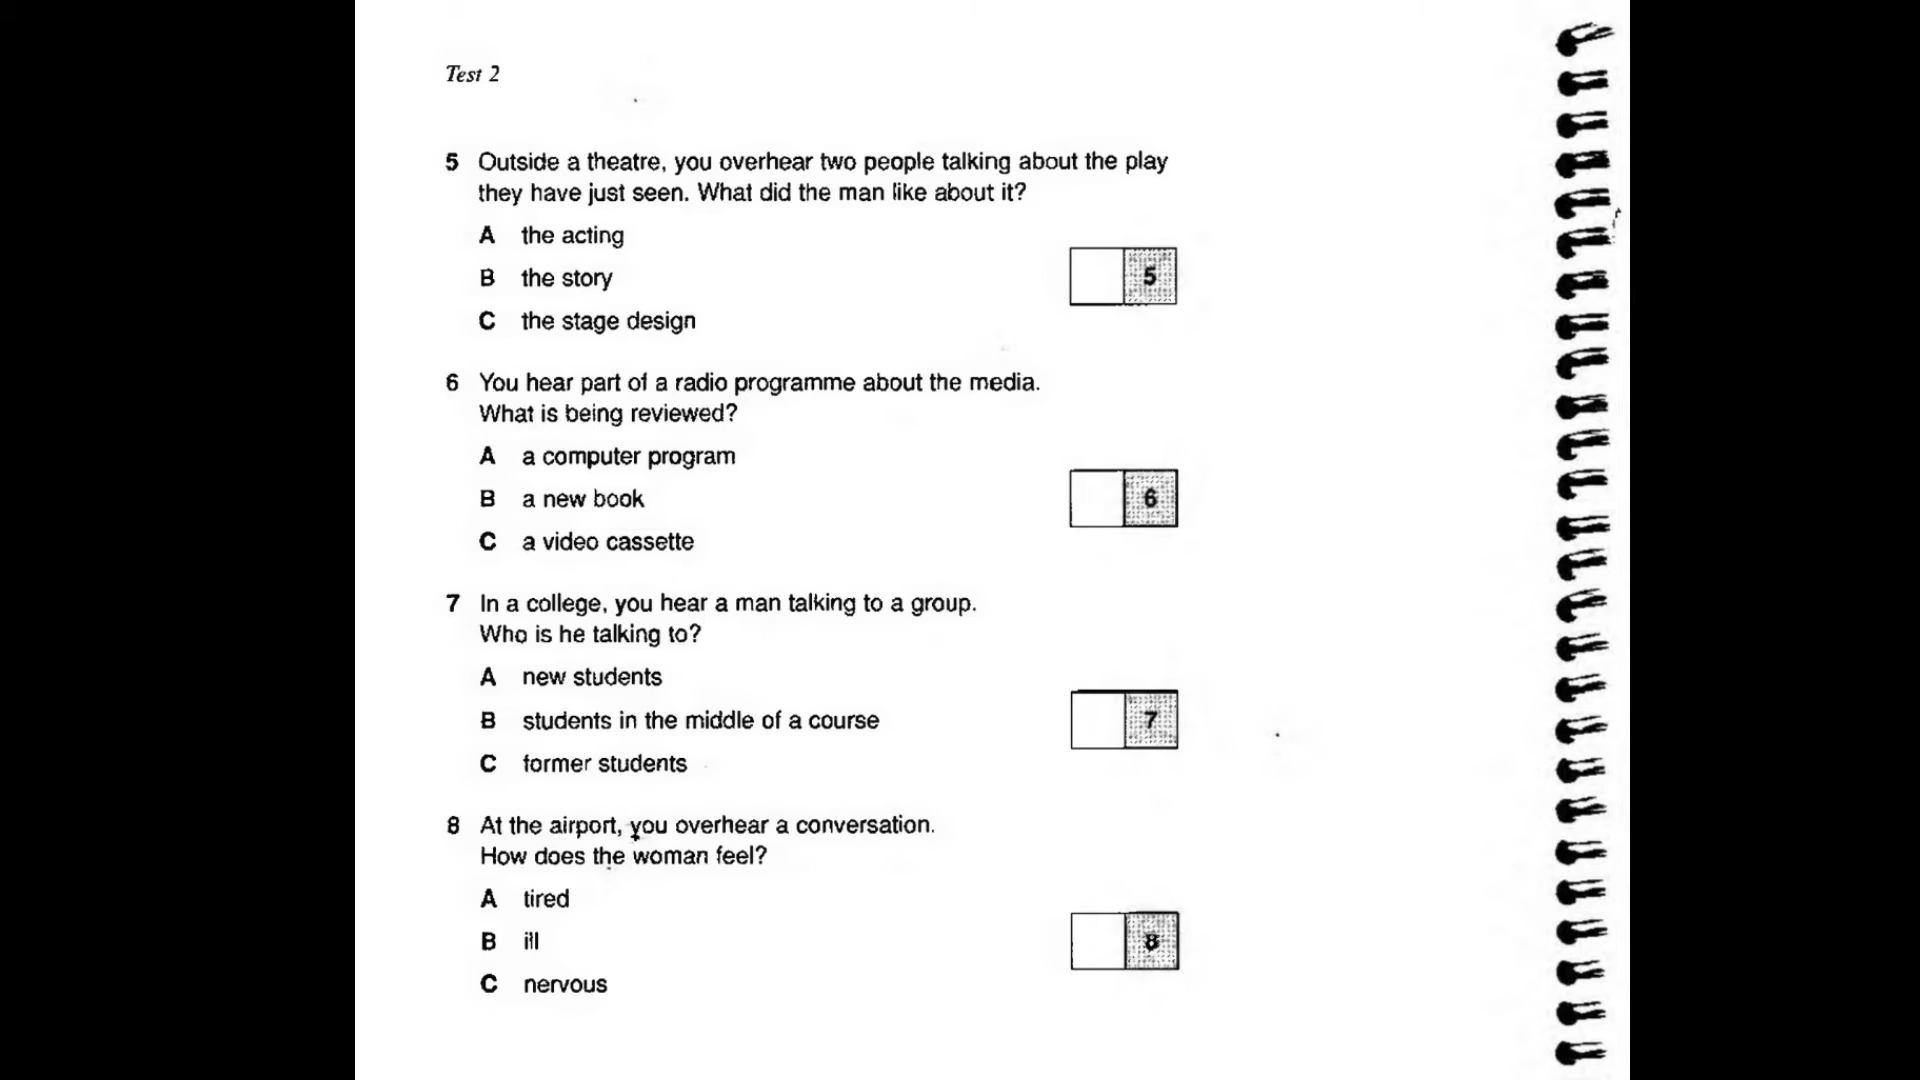 Test 2
5 Outside a theatre, you overhear two people talking about the play
they have just seen. What did the man like about it?
A the acting
B the story
C the stage design
5
6 You hear part of a radio programme about the media.
What is being reviewed?
A a computer program
B a new book
C a video cassette
6
7 In a college, you hear a man talking to a group.
Who is he talking to?
A new students
B students in the middle of a course
C former students
7
8 At the airport, you overhear a conversation.
How does the woman feel?
A tired
B ill
C nervous
8